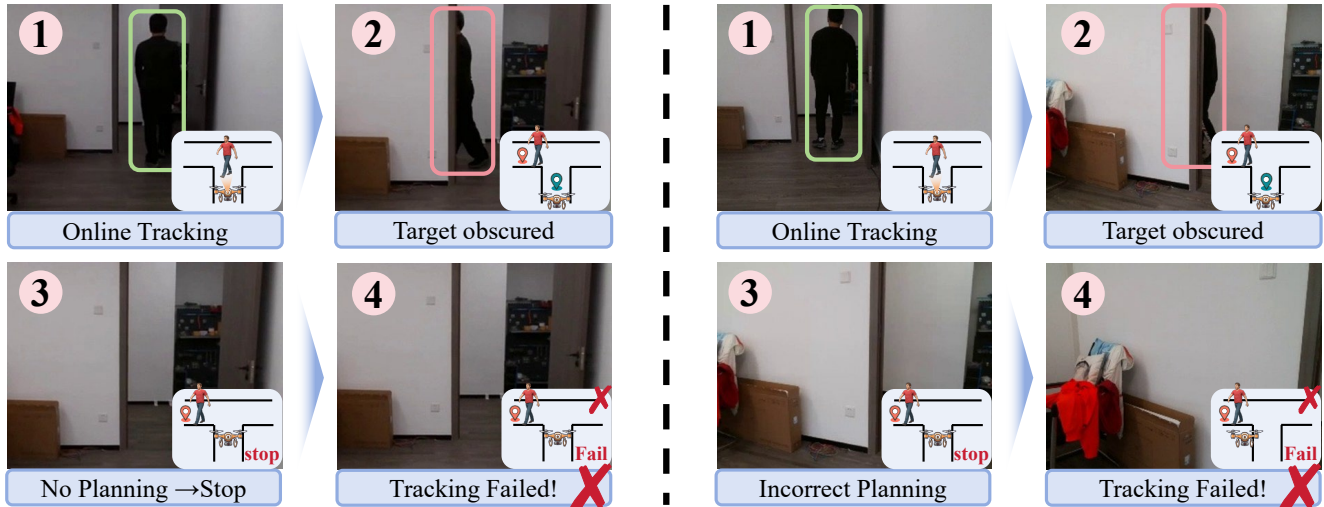 1
Online Tracking
2
Target obscured
3
stop
No Planning →Stop
4
Fail
Tracking Failed!
1
Online Tracking
2
Target obscured
3
stop
Incorrect Planning
4
Fail
Tracking Failed!